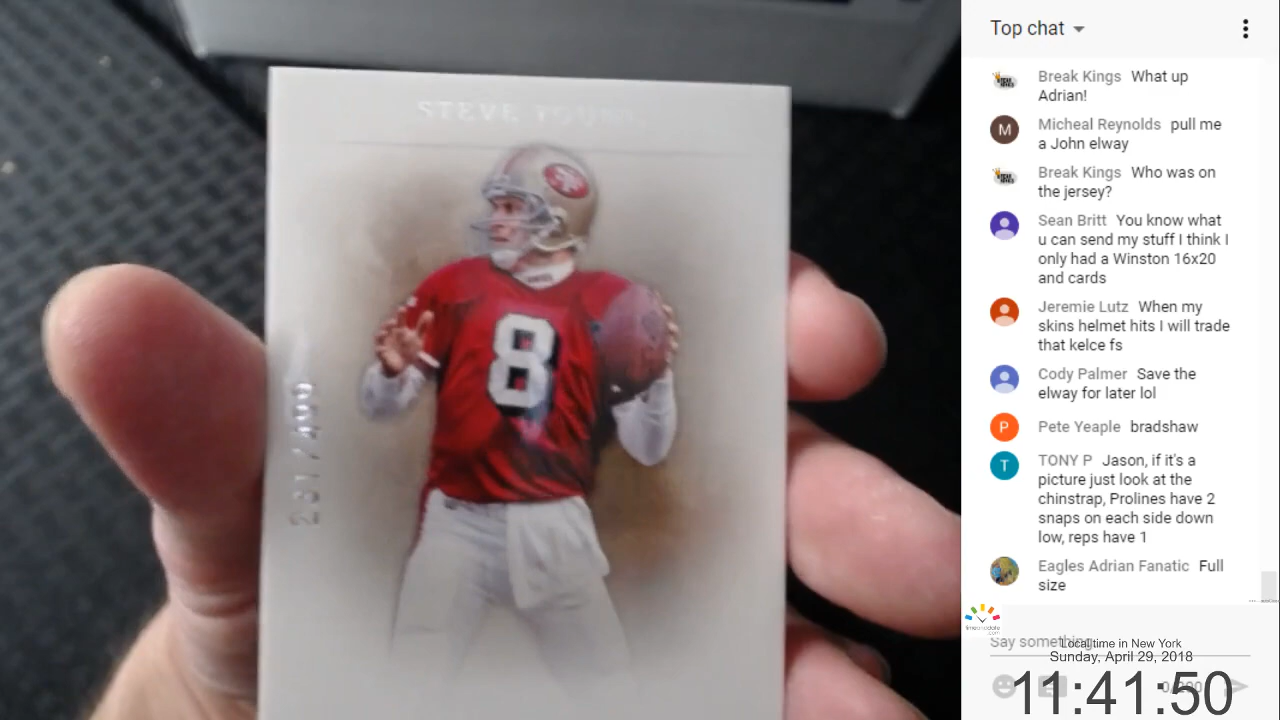 STEVE YOUNG
8
231/499
Top chat
Break Kings What up
Adrian!
M
Micheal Reynolds pull me
a John elway
Break Kings Who was on
the jersey?
Sean Britt You know what
u can send my stuff I think I
only had a Winston 16x20
and cards
Jeremie Lutz When my
skins helmet hits I will trade
that kelce fs
Cody Palmer Save the
elway for later lol
P
Pete Yeaple bradshaw
T
TONY P Jason, if it's a
picture just look at the
chinstrap, Prolines have 2
snaps on each side down
low, reps have 1
Eagles Adrian Fanatic Full
size
Say something...
Local time in New York
Sunday, April 29, 2018
11:41:50